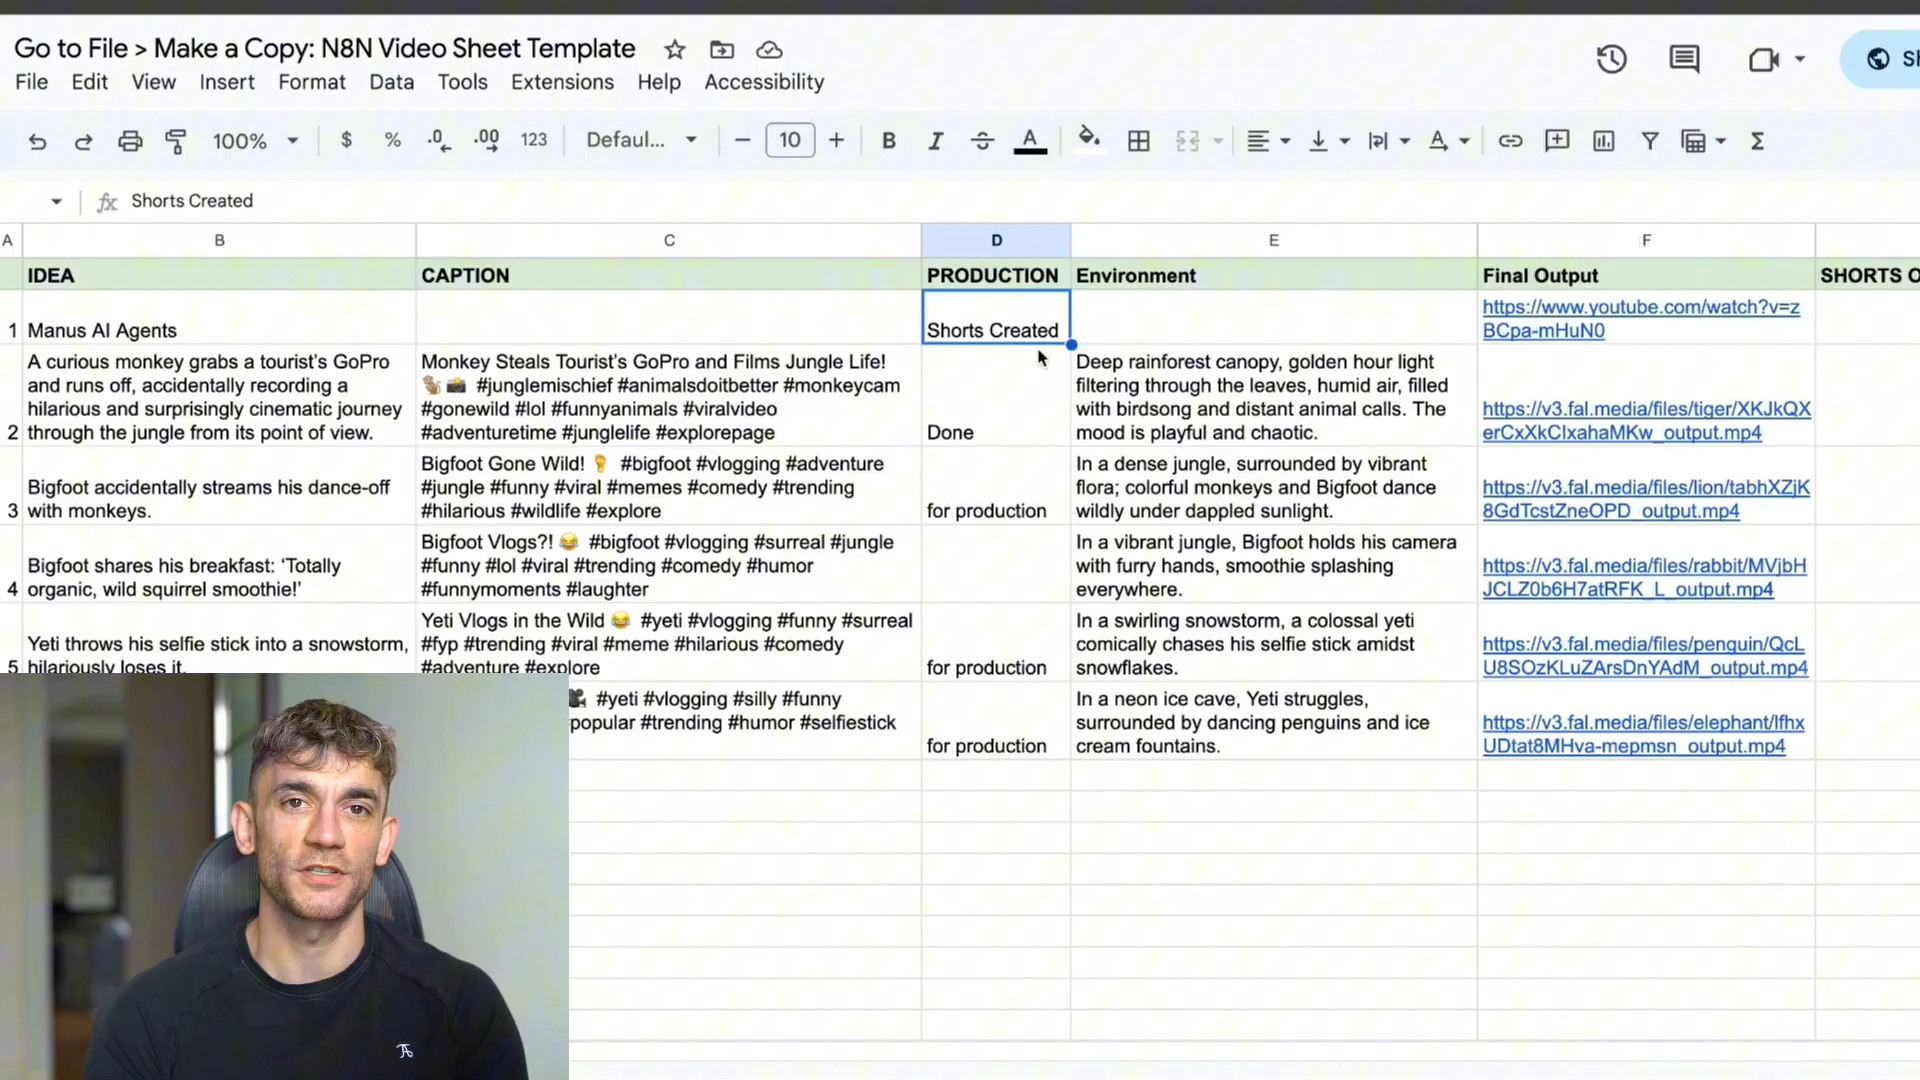 Go to File > Make a Copy: N8N Video Sheet Template
File Edit View Insert Format Data Tools Extensions Help Accessibility
100% $ % .0 .00 123 Defaul... 10 B I S A Σ
fx Shorts Created
A B C D E F
IDEA CAPTION PRODUCTION Environment Final Output SHORTS O
https://www.youtube.com/watch?v=z
1 Manus AI Agents Shorts Created BCpa-mHuN0
A curious monkey grabs a tourist's GoPro
and runs off, accidentally recording a
hilarious and surprisingly cinematic journey
2 through the jungle from its point of view.
Monkey Steals Tourist's GoPro and Films Jungle Life!
#junglemischief #animalsdoitbetter #monkeycam
#gonewild #lol #funnyanimals #viralvideo
#adventuretime #junglelife #explorepage
Done
Deep rainforest canopy, golden hour light
filtering through the leaves, humid air, filled
with birdsong and distant animal calls. The
mood is playful and chaotic.
https://v3.fal.media/files/tiger/XKJkQX
erCxXkClxahaMKw_output.mp4
Bigfoot accidentally streams his dance-off
3 with monkeys.
Bigfoot Gone Wild! 🦶 #bigfoot #vlogging #adventure
#jungle #funny #viral #memes #comedy #trending
#hilarious #wildlife #explore
for production
In a dense jungle, surrounded by vibrant
flora; colorful monkeys and Bigfoot dance
wildly under dappled sunlight.
https://v3.fal.media/files/lion/tabhXZjK
8GdTcstZneOPD_output.mp4
Bigfoot shares his breakfast: ‘Totally
4 organic, wild squirrel smoothie!’
Bigfoot Vlogs?! 😂 #bigfoot #vlogging #surreal #jungle
#funny #lol #viral #trending #comedy #humor
#funnymoments #laughter
In a vibrant jungle, Bigfoot holds his camera
with furry hands, smoothie splashing
everywhere.
https://v3.fal.media/files/rabbit/MVjbH
JCLZ0b6H7atRFK_L_output.mp4
Yeti throws his selfie stick into a snowstorm,
5 hilariously loses it.
Yeti Vlogs in the Wild 😂 #yeti #vlogging #funny #surreal
#fyp #trending #viral #meme #hilarious #comedy
#adventure #explore
for production
In a swirling snowstorm, a colossal yeti
comically chases his selfie stick amidst
snowflakes.
https://v3.fal.media/files/penguin/QcL
U8SOzKLuZArsDnYAdM_output.mp4
🎥 #yeti #vlogging #silly #funny
popular #trending #humor #selfiestick
for production
In a neon ice cave, Yeti struggles,
surrounded by dancing penguins and ice
cream fountains.
https://v3.fal.media/files/elephant/lfhx
UDtat8MHva-mepmsn_output.mp4